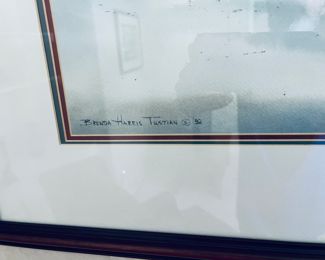 Brenda Harris Tustian © 82